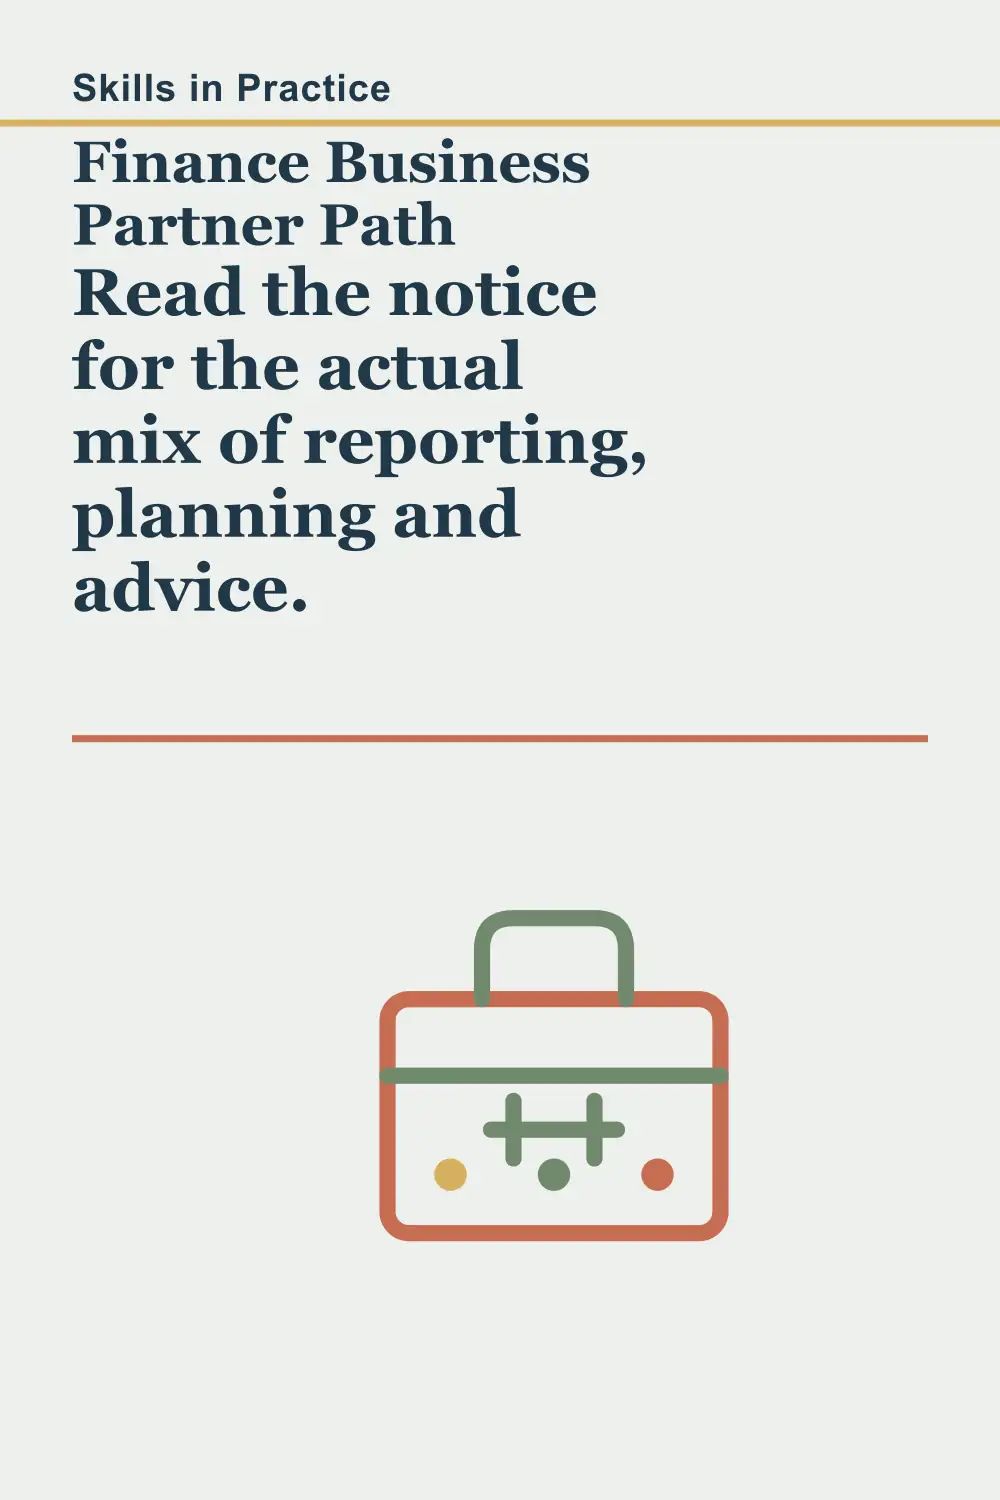 Skills in Practice
Finance Business
Partner Path
Read the notice
for the actual
mix of reporting,
planning and
advice.